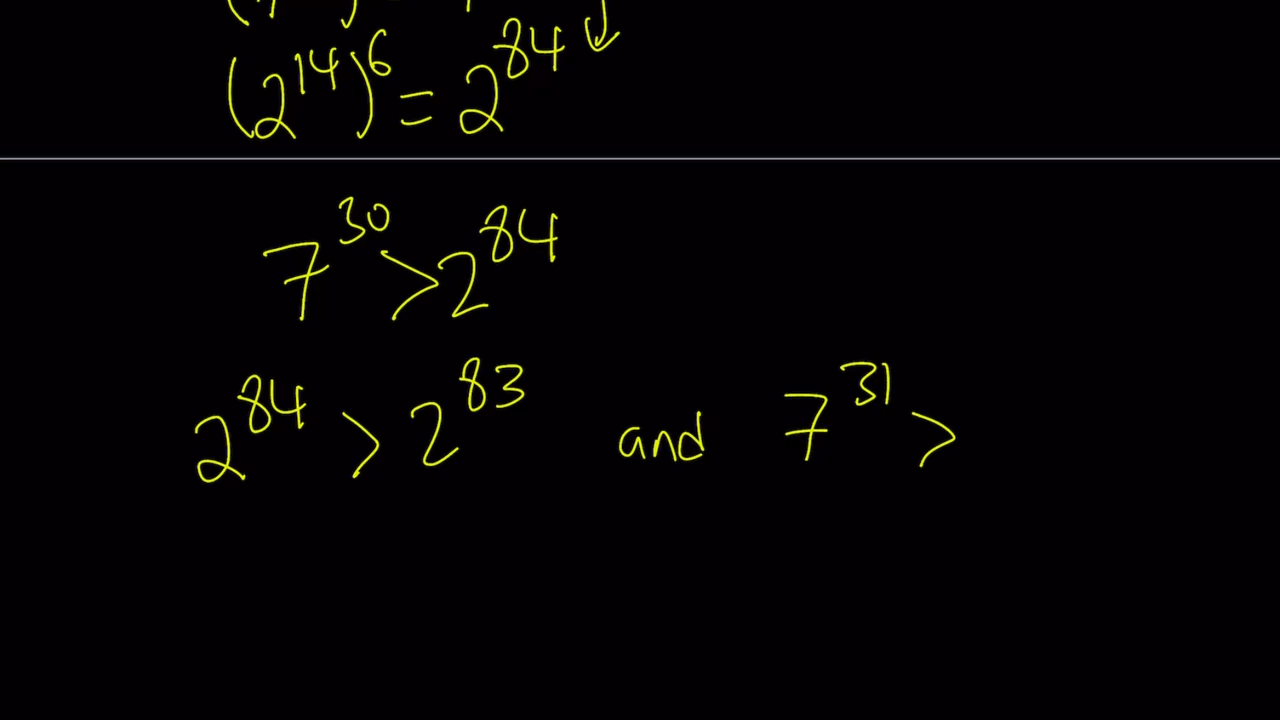 (2^14)^6 = 2^84
7^30 > 2^84
2^84 > 2^83 and 7^31 >